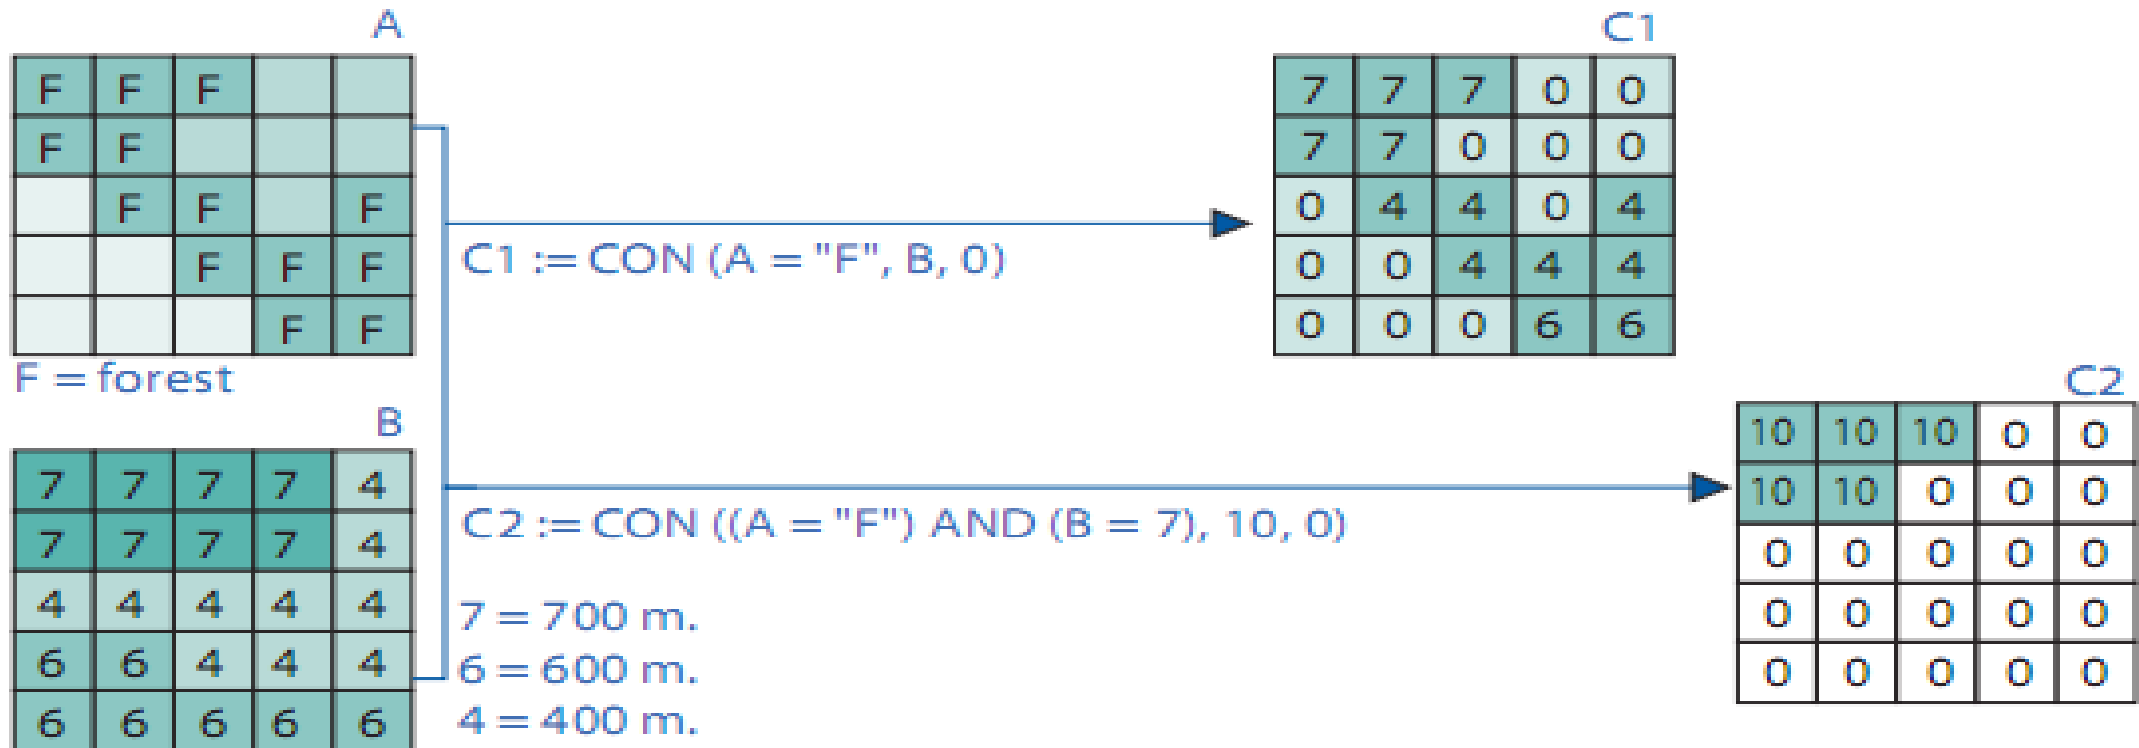 A
F F F
F F
F F F
F F F
F F
F = forest
B
7 7 7 7 4
7 7 7 7 4
4 4 4 4 4
6 6 4 4 4
6 6 6 6 6
C1 := CON (A = "F", B, 0)
C2 := CON ((A = "F") AND (B = 7), 10, 0)
7 = 700 m.
6 = 600 m.
4 = 400 m.
C1
7 7 7 0 0
7 7 0 0 0
0 4 4 0 4
0 0 4 4 4
0 0 0 6 6
C2
10 10 10 0 0
10 10 0 0 0
0 0 0 0 0
0 0 0 0 0
0 0 0 0 0